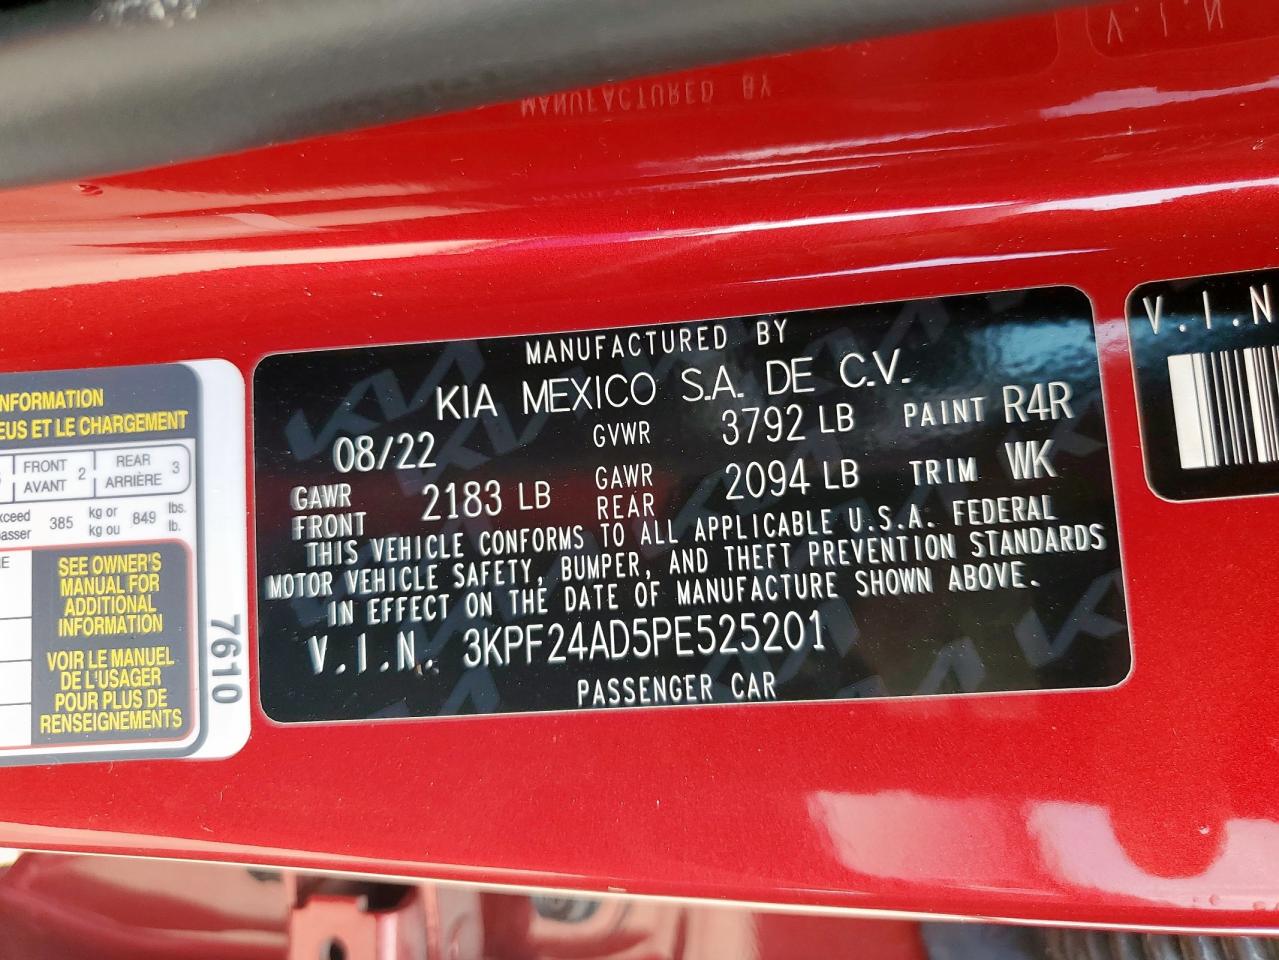 MANUFACTURED BY
V.I.N
MANUFACTURED BY
KIA MEXICO S.A. DE C.V.
08/22 GVWR 3792 LB PAINT R4R
GAWR FRONT 2183 LB GAWR REAR 2094 LB TRIM WK
THIS VEHICLE CONFORMS TO ALL APPLICABLE U.S.A. FEDERAL
MOTOR VEHICLE SAFETY, BUMPER, AND THEFT PREVENTION STANDARDS
IN EFFECT ON THE DATE OF MANUFACTURE SHOWN ABOVE.
V.I.N. 3KPF24AD5PE525201
PASSENGER CAR
V.I.N
INFORMATION
EUS ET LE CHARGEMENT
FRONT AVANT 2 REAR ARRIÈRE 3
385 kg or kg ou 849 lbs. lb.
SEE OWNER'S
MANUAL FOR
ADDITIONAL
INFORMATION
VOIR LE MANUEL
DE L'USAGER
POUR PLUS DE
RENSEIGNEMENTS
7610